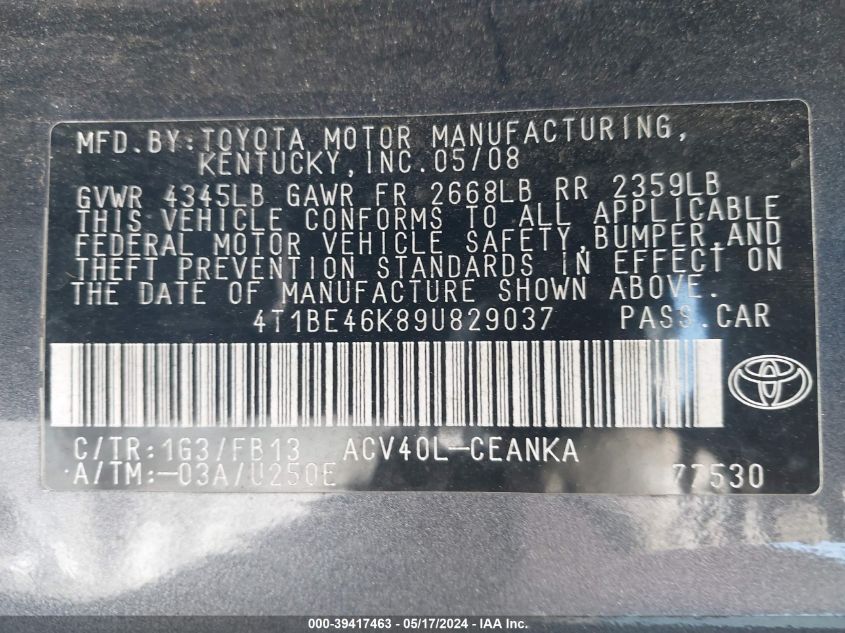 MFD.BY:TOYOTA MOTOR MANUFACTURING,
KENTUCKY,INC.05/08
GVWR 4345LB GAWR FR 2668LB RR 2359LB
THIS VEHICLE CONFORMS TO ALL APPLICABLE
FEDERAL MOTOR VEHICLE SAFETY,BUMPER,AND
THEFT PREVENTION STANDARDS IN EFFECT ON
THE DATE OF MANUFACTURE SHOWN ABOVE.
4T1BE46K89U829037 PASS.CAR
C/TR:1G3/FB13 ACV40L-CEANKA
A/TM:-03A/U250E 77530
000-39417463 - 05/17/2024 - IAA Inc.